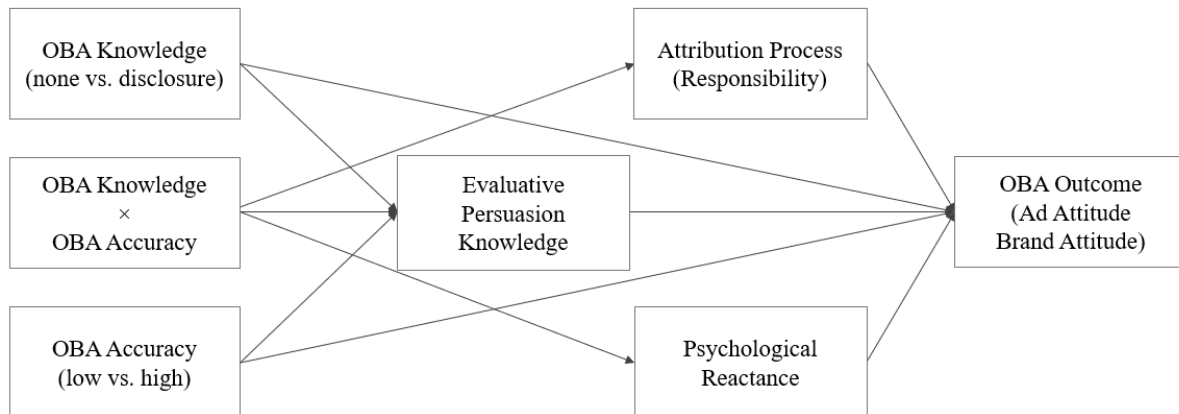 OBA Knowledge
(none vs. disclosure)
Attribution Process
(Responsibility)
OBA Knowledge
×
OBA Accuracy
Evaluative
Persuasion
Knowledge
OBA Outcome
(Ad Attitude
Brand Attitude)
OBA Accuracy
(low vs. high)
Psychological
Reactance